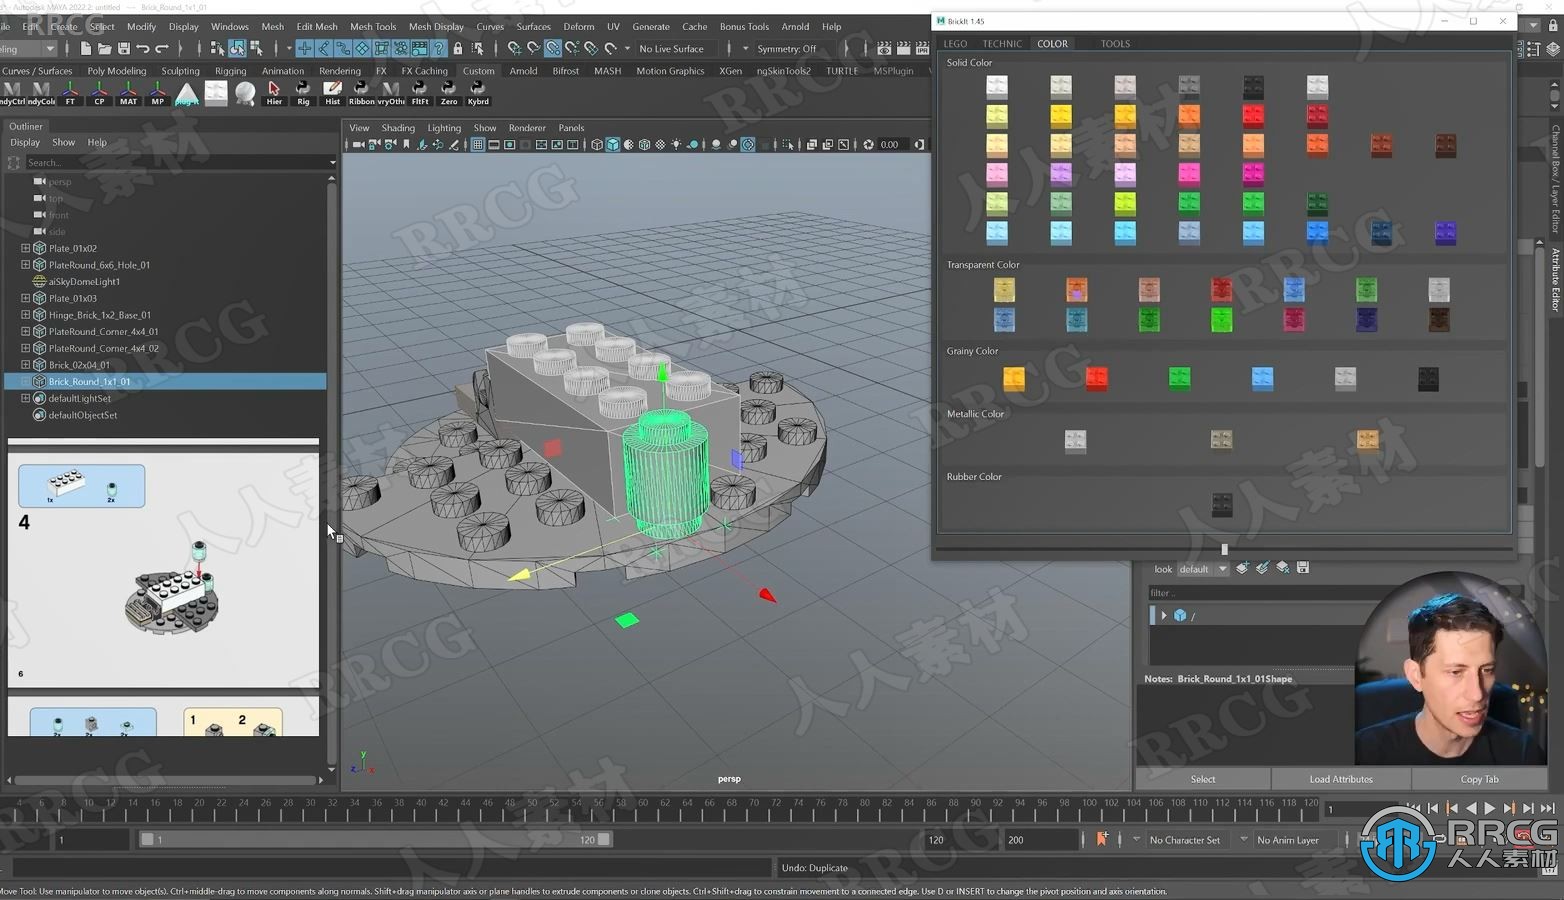 Autodesk MAYA 2022.2: untitled --- Brick_Round_1x1_01
BrickIt 1.45
Edit Select Modify Display Windows Mesh Edit Mesh Mesh Tools Mesh Display Curves Surfaces Deform UV Generate Cache Bonus Tools Arnold Help
No Live Surface Symmetry: Off
Curves / Surfaces Poly Modeling Sculpting Rigging Animation Rendering FX FX Caching Custom Arnold Bifrost MASH Motion Graphics XGen ngSkinTools2 TURTLE MSPlugin
FT CP MAT MP Hier Rig Hist Ribbon FltFt Zero Kybrd
Outliner
Display Show Help
Search...
persp
top
front
side
Plate_01x02
PlateRound_6x6_Hole_01
aiSkyDomeLight1
Plate_01x03
Hinge_Brick_1x2_Base_01
PlateRound_Corner_4x4_01
PlateRound_Corner_4x4_02
Brick_02x04_01
Brick_Round_1x1_01
defaultLightSet
defaultObjectSet
1x 2x
4
6
2x 2x 2x
1 2
View Shading Lighting Show Renderer Panels
0.00
persp
LEGO TECHNIC COLOR TOOLS
Solid Color
Transparent Color
Grainy Color
Metallic Color
Rubber Color
look default
filter ..
/
Notes: Brick_Round_1x1_01Shape
Select Load Attributes Copy Tab
Channel Box / Layer Editor
Attribute Editor
4 6 8 10 12 14 16 18 20 22 24 26 28 30 32 34 36 38 40 42 44 46 48 50 52 54 56 58 60 62 64 66 68 70 72 74 76 78 80 82 84 86 88 90 92 94 96 98 100 102 104 106 108 110 112 114 116 118 120
1
1 1 120 120 200 No Character Set No Anim Layer
Undo: Duplicate
Move Tool: Use manipulator to move object(s). Ctrl+middle-drag to move components along normals. Shift+drag manipulator axis or plane handles to extrude components or clone objects. Ctrl+Shift+drag to constrain movement to a connected edge. Use D or INSERT to change the pivot position and axis orientation.
RRCG
人人素材